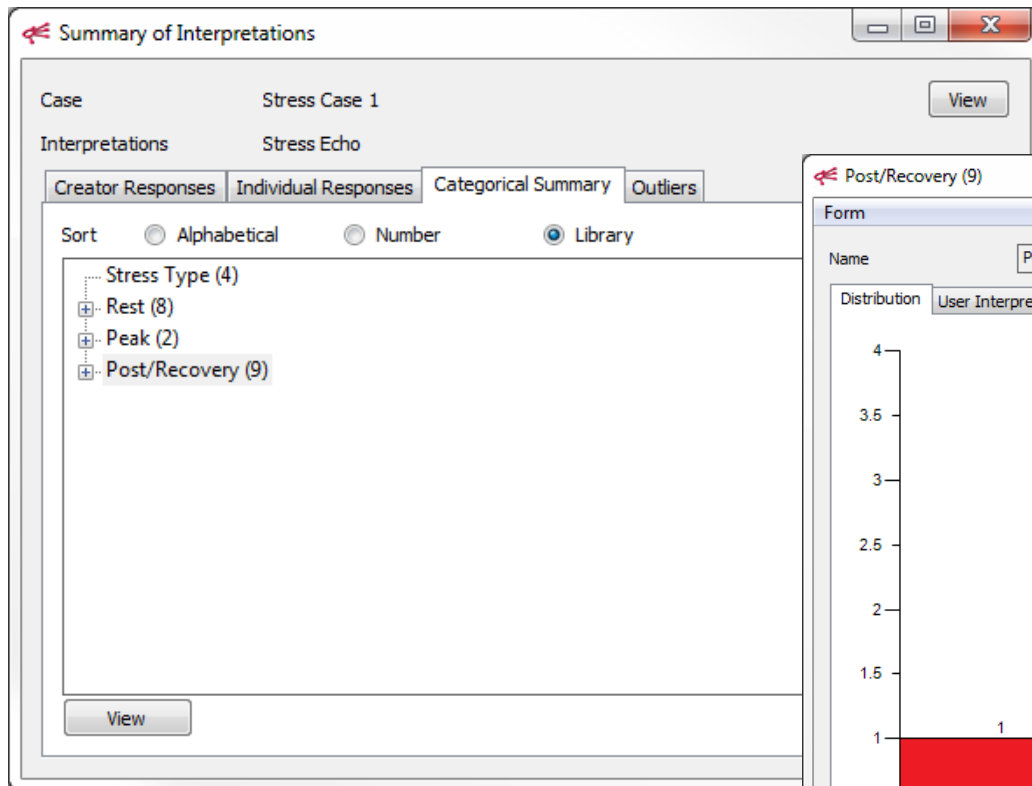 Summary of Interpretations
Case Stress Case 1 View
Interpretations Stress Echo
Creator Responses Individual Responses Categorical Summary Outliers
Sort Alphabetical Number Library
Stress Type (4)
Rest (8)
Peak (2)
Post/Recovery (9)
View
Post/Recovery (9)
Form
Name P
Distribution User Interpre
4
3.5
3
2.5
2
1.5
1
1